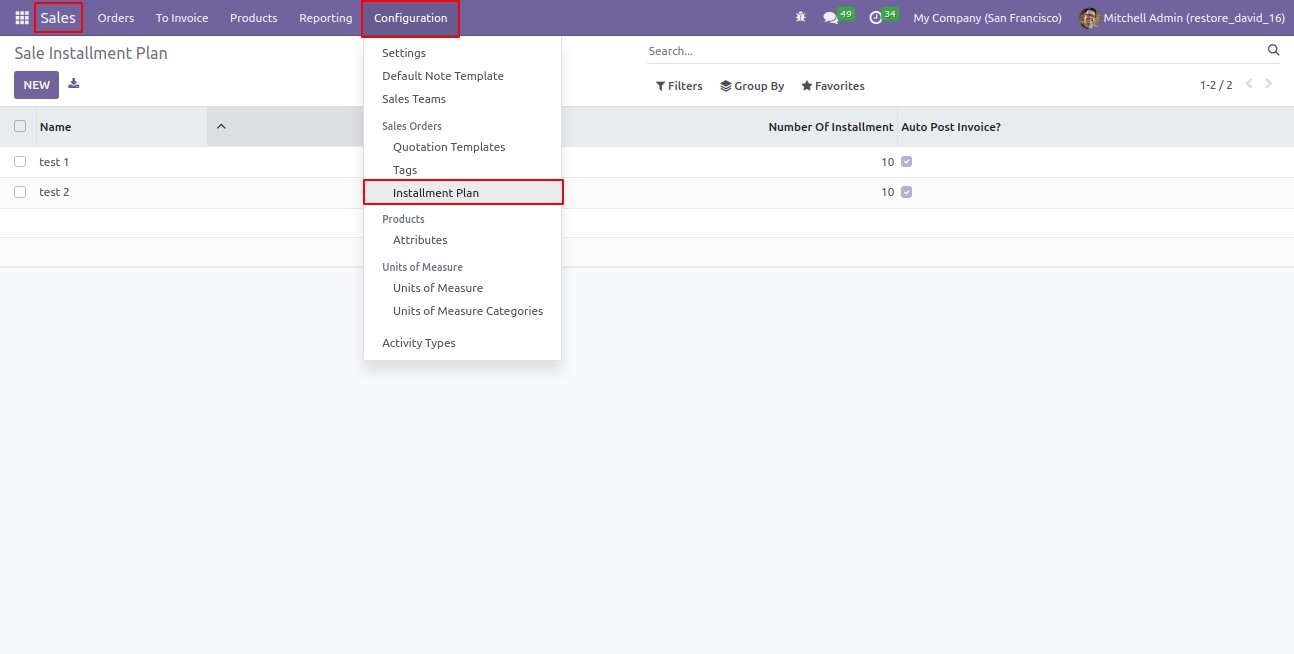 Sales Orders To Invoice Products Reporting Configuration 49 34 My Company (San Francisco) Mitchell Admin (restore_david_16)
Sale Installment Plan
Search...
NEW
Filters Group By Favorites 1-2 / 2
Name Number Of Installment Auto Post Invoice?
test 1 10
test 2 10
Settings
Default Note Template
Sales Teams
Sales Orders
Quotation Templates
Tags
Installment Plan
Products
Attributes
Units of Measure
Units of Measure
Units of Measure Categories
Activity Types